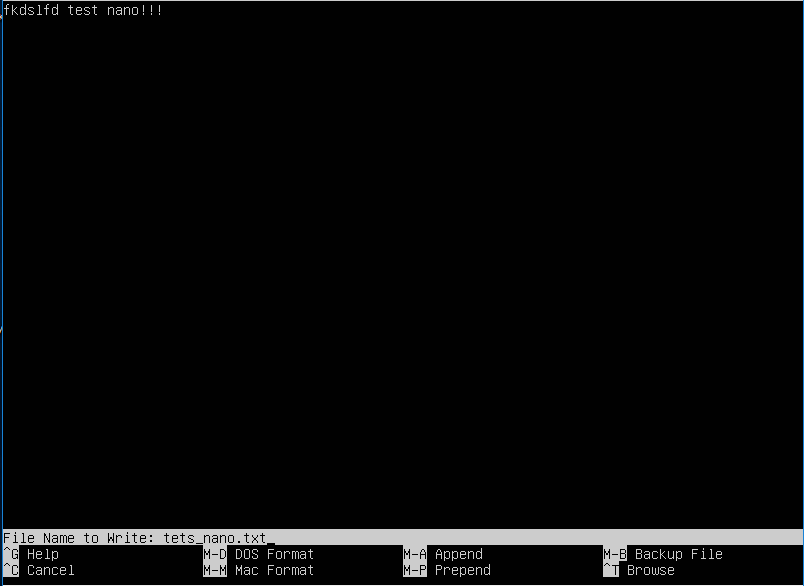 fkdslfd test nano!!!
File Name to Write: tets_nano.txt
^G Help M-D DOS Format M-A Append M-B Backup File
^C Cancel M-M Mac Format M-P Prepend ^T Browse